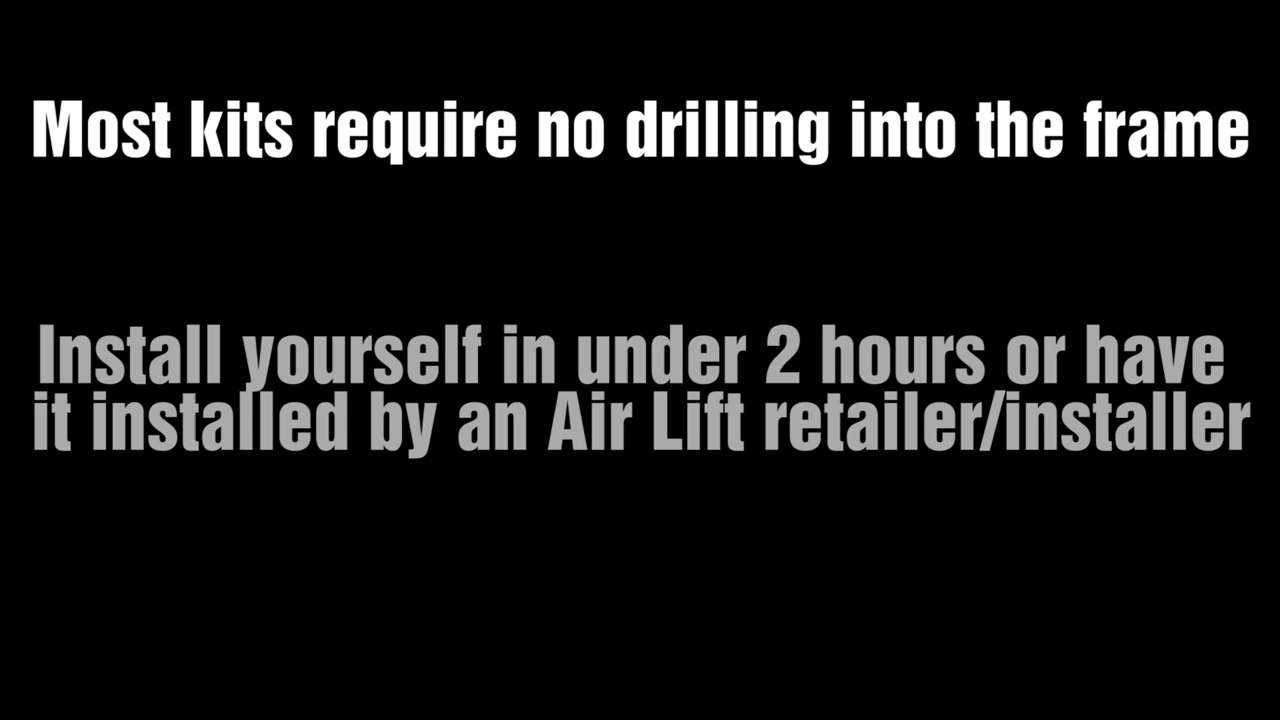 Most kits require no drilling into the frame
Install yourself in under 2 hours or have
it installed by an Air Lift retailer/installer